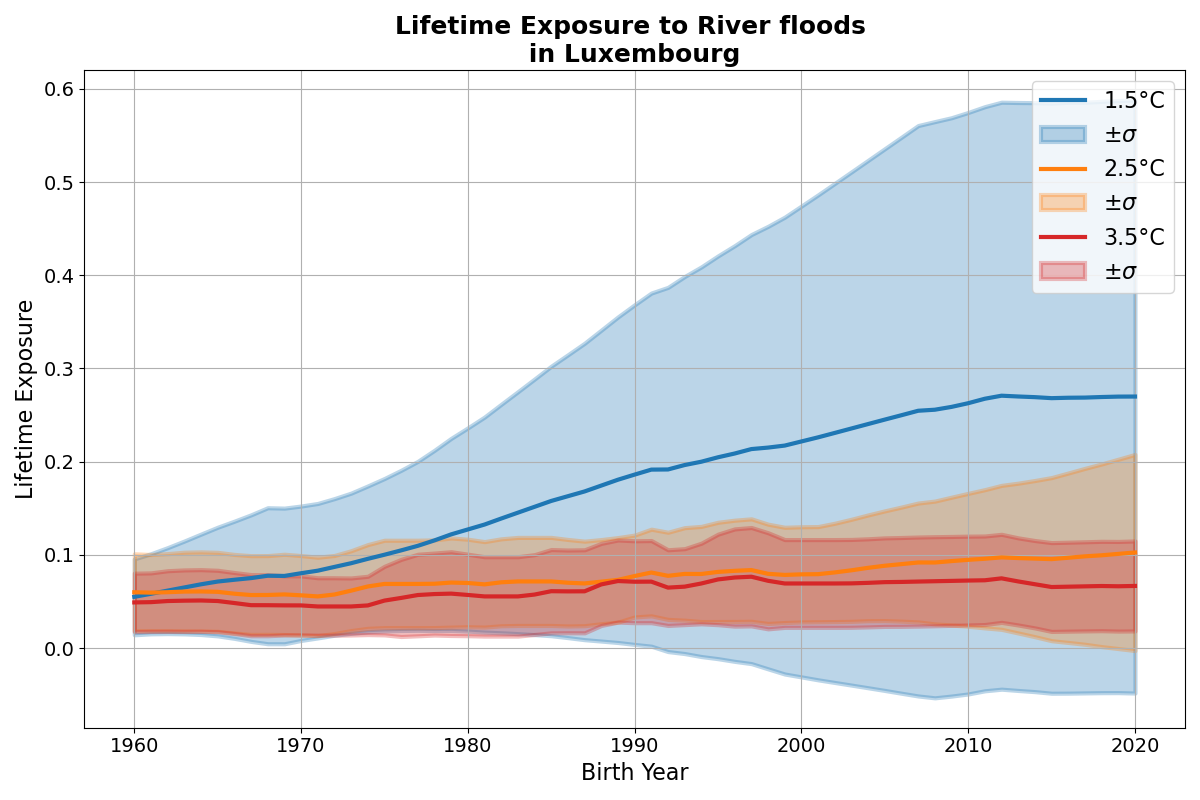 Lifetime Exposure to River floods
in Luxembourg
Lifetime Exposure
0.6
0.5
0.4
0.3
0.2
0.1
0.0
1.5°C
±σ
2.5°C
±σ
3.5°C
±σ
1960 1970 1980 1990 2000 2010 2020
Birth Year